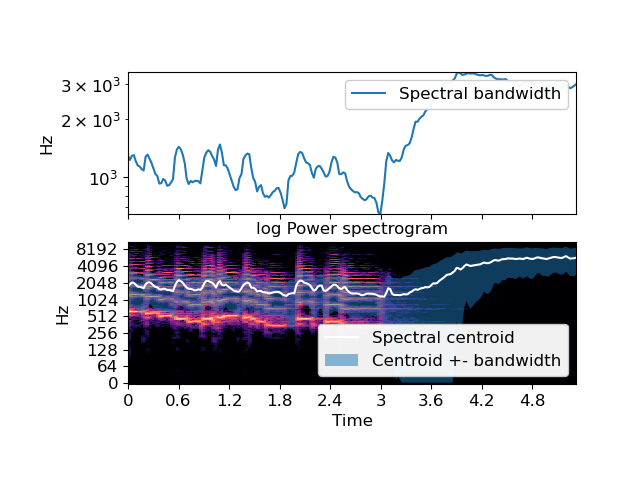 3 × 10³
2 × 10³
10³
Hz
Spectral bandwidth
log Power spectrogram
8192
4096
2048
1024
512
256
128
64
0
Hz
Spectral centroid
Centroid +- bandwidth
0 0.6 1.2 1.8 2.4 3 3.6 4.2 4.8
Time